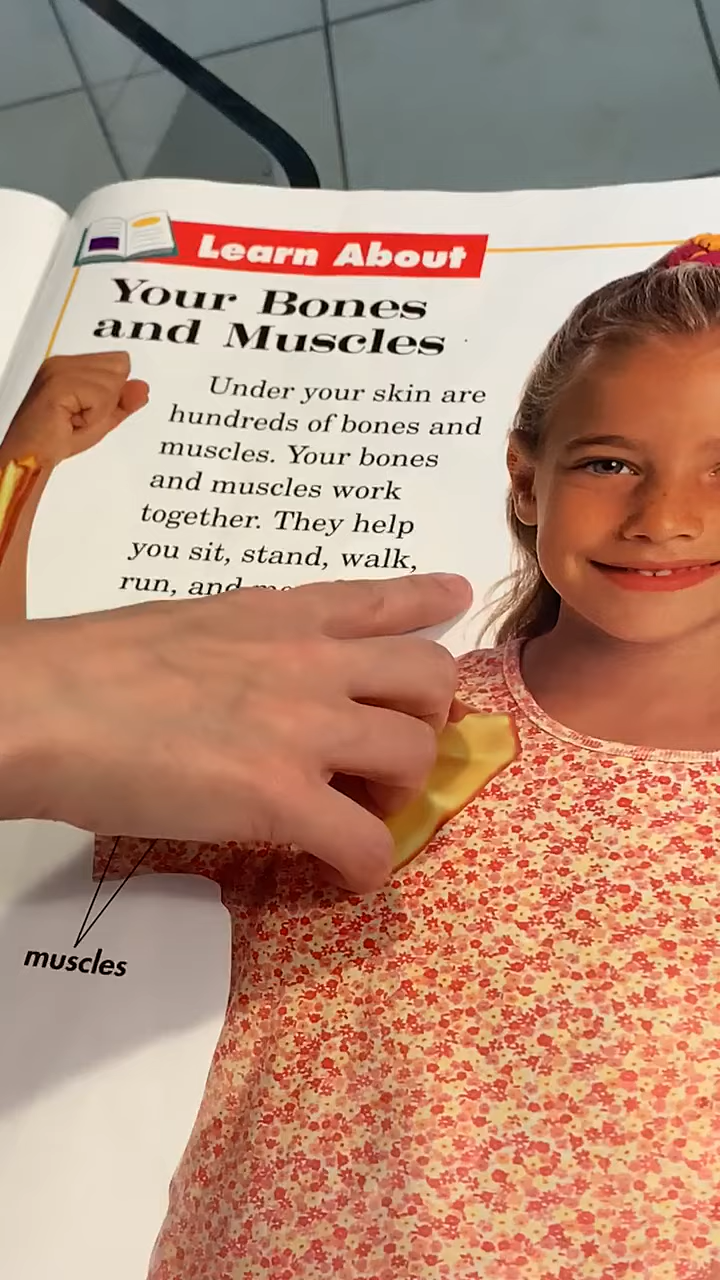 Learn About
Your Bones
and Muscles
Under your skin are
hundreds of bones and
muscles. Your bones
and muscles work
together. They help
you sit, stand, walk,
run, and
muscles